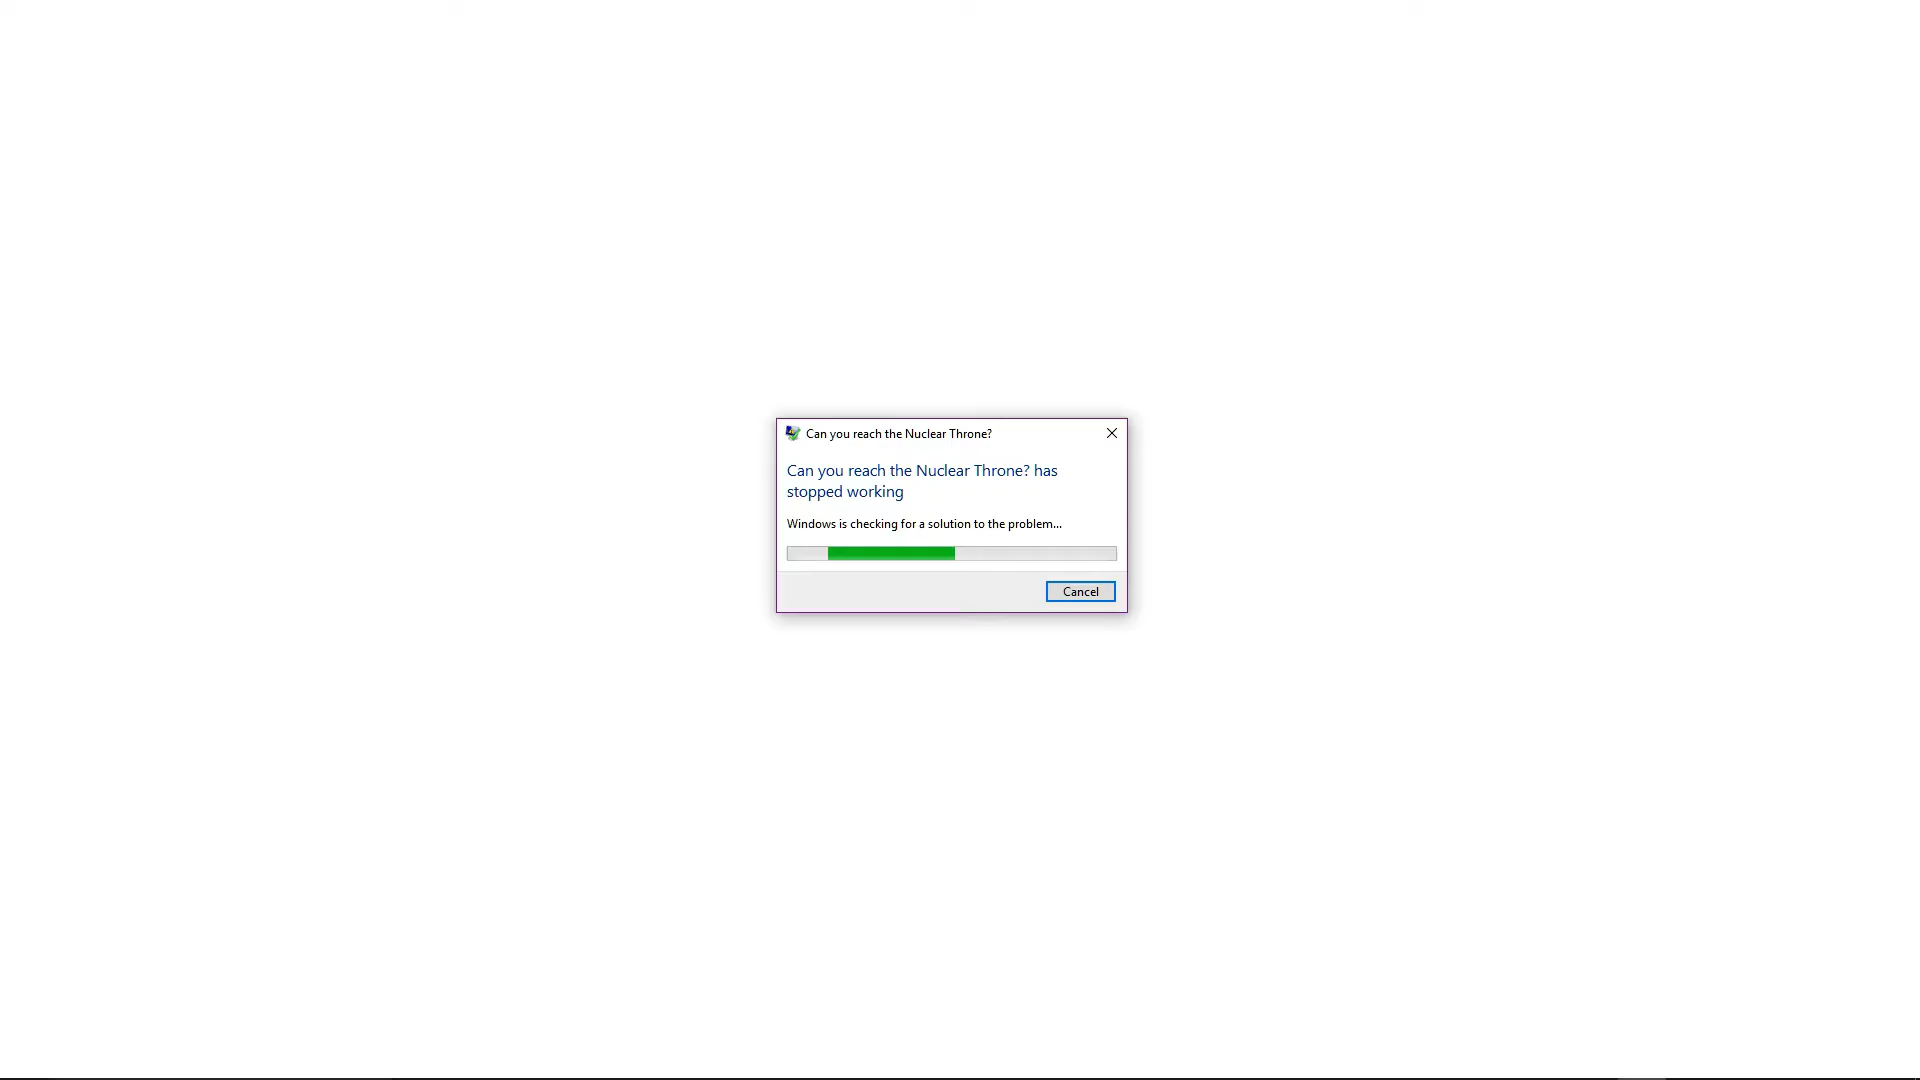 Can you reach the Nuclear Throne?
Can you reach the Nuclear Throne? has
stopped working
Windows is checking for a solution to the problem...
Cancel